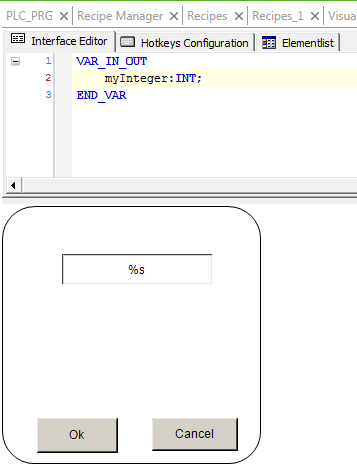 PLC_PRG Recipe Manager Recipes Recipes_1 Visua
Interface Editor Hotkeys Configuration Elementlist
1 VAR_IN_OUT
2 myInteger:INT;
3 END_VAR
%s
Ok Cancel